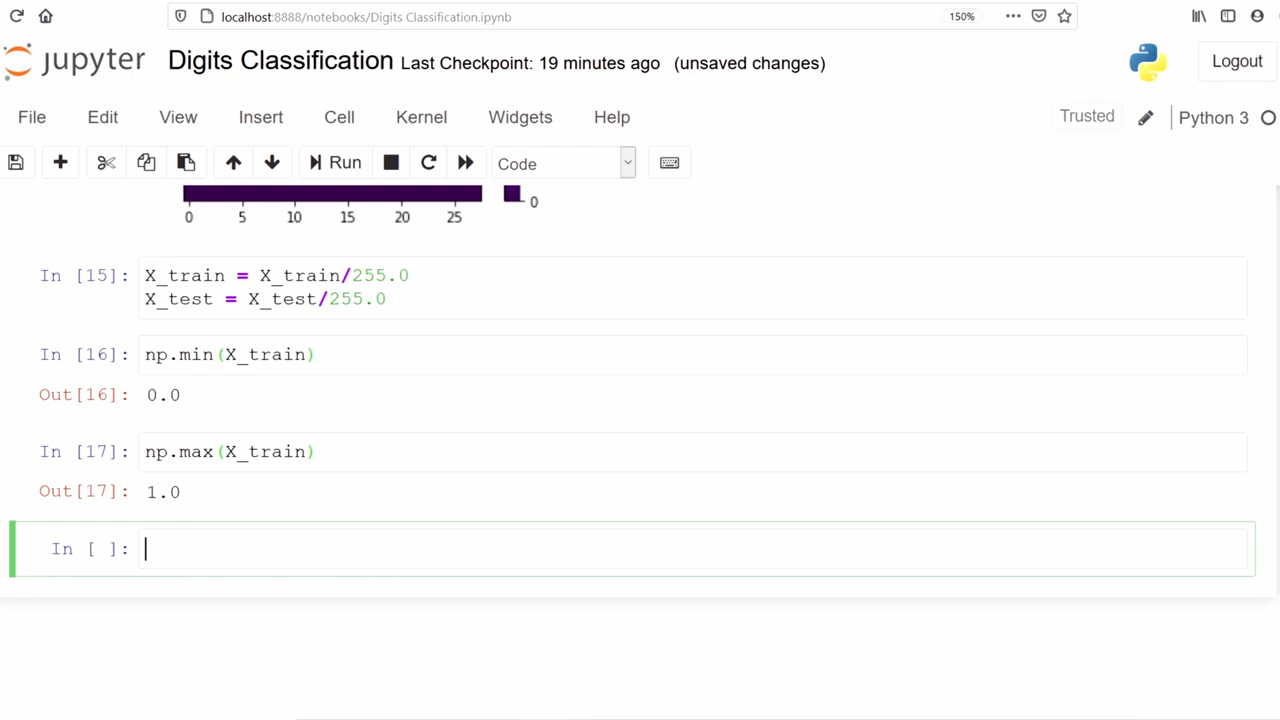 localhost:8888/notebooks/Digits Classification.ipynb 150%
jupyter Digits Classification Last Checkpoint: 19 minutes ago (unsaved changes) Logout
File Edit View Insert Cell Kernel Widgets Help Trusted Python 3
Run Code
0
0 5 10 15 20 25
In [15]: X_train = X_train/255.0
X_test = X_test/255.0
In [16]: np.min(X_train)
Out[16]: 0.0
In [17]: np.max(X_train)
Out[17]: 1.0
In [ ]: